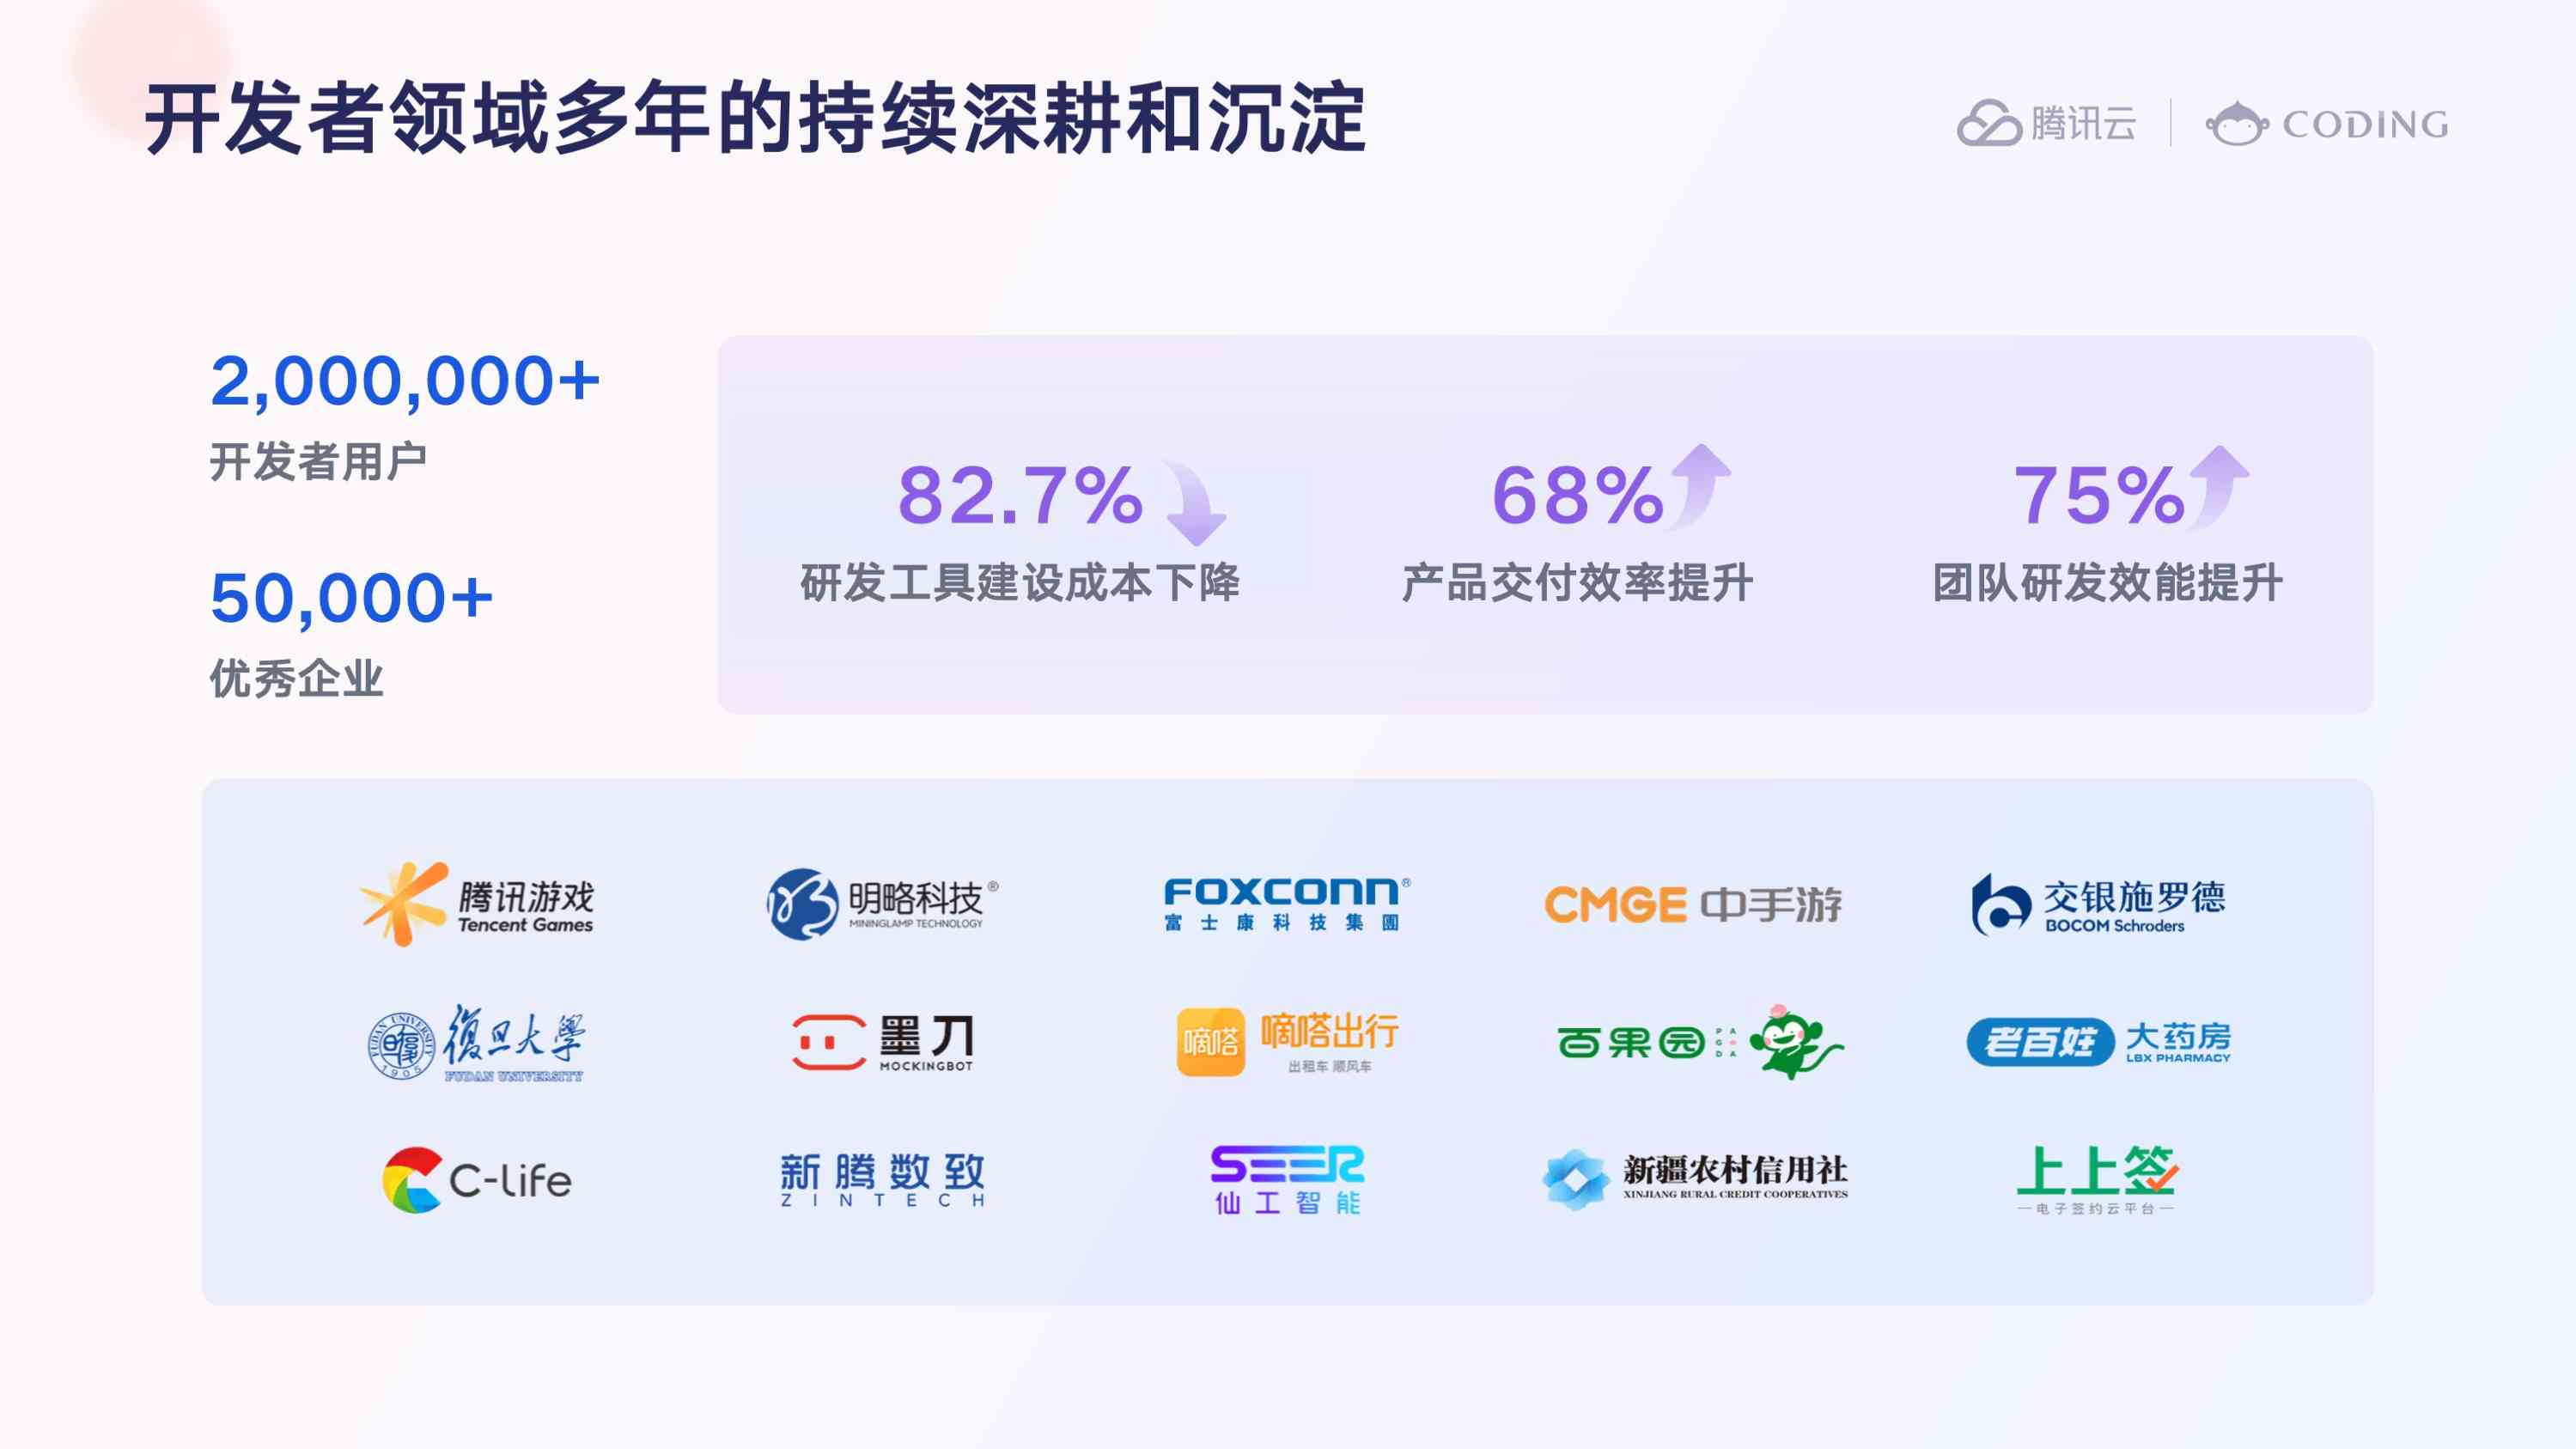 开发者领域多年的持续深耕和沉淀
腾讯云
CODING
2,000,000+
开发者用户
50,000+
优秀企业
82.7%
研发工具建设成本下降
68%
产品交付效率提升
75%
团队研发效能提升
腾讯游戏
Tencent Games
明略科技®
MININGLAMP TECHNOLOGY
FOXCONN®
富士康科技集團
CMGE 中手游
交银施罗德
BOCOM Schroders
FUDAN UNIVERSITY
1905
復旦大學
FUDAN UNIVERSITY
墨刀
MOCKINGBOT
嘀嗒
嘀嗒出行
出租车 顺风车
百果园
PAGODA
老百姓
大药房
LBX PHARMACY
C-life
新腾数致
ZINTECH
SEER
仙工智能
新疆农村信用社
XINJIANG RURAL CREDIT COOPERATIVES
上上签
电子签约云平台